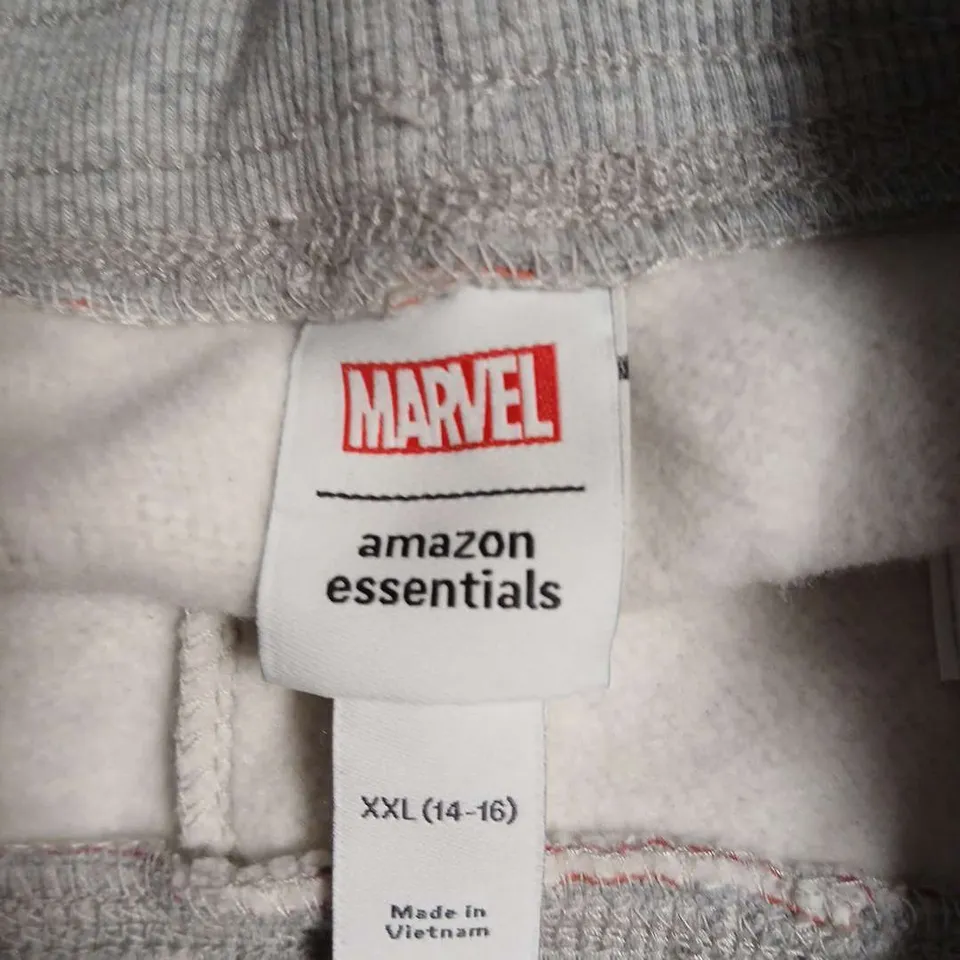 MARVEL
amazon
essentials
XXL (14-16)
Made in
Vietnam